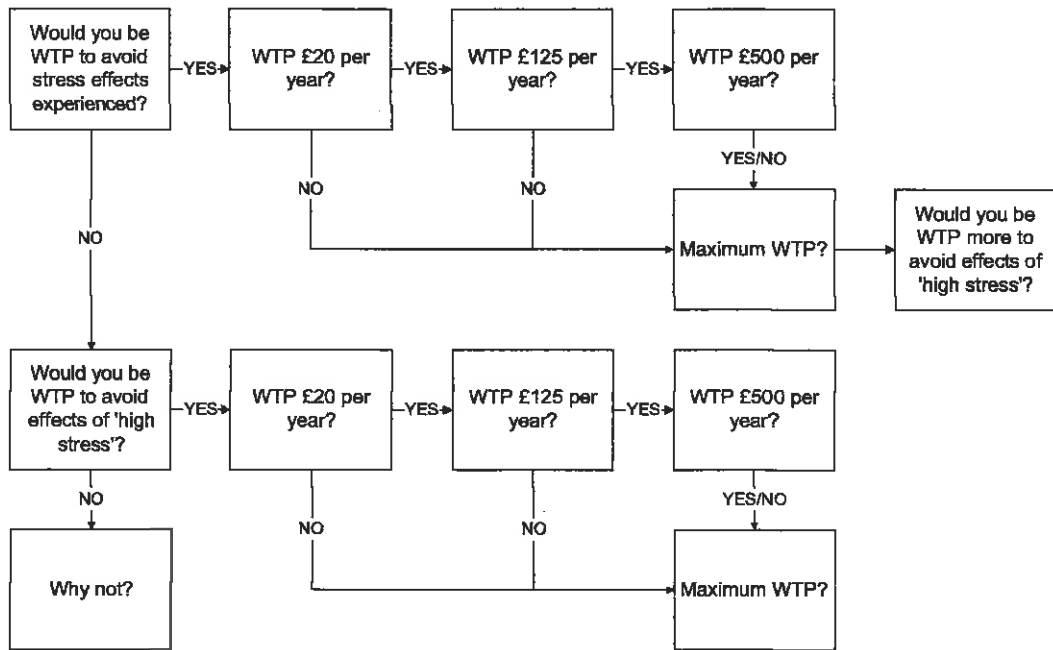 Would you be
WTP to avoid
stress effects
experienced?
YES
WTP £20 per
year?
YES
WTP £125 per
year?
YES
WTP £500 per
year?
NO
NO
NO
YES/NO
Maximum WTP?
Would you be
WTP more to
avoid effects of
'high stress'?
Would you be
WTP to avoid
effects of 'high
stress'?
YES
WTP £20 per
year?
YES
WTP £125 per
year?
YES
WTP £500 per
year?
NO
NO
NO
YES/NO
Why not?
Maximum WTP?